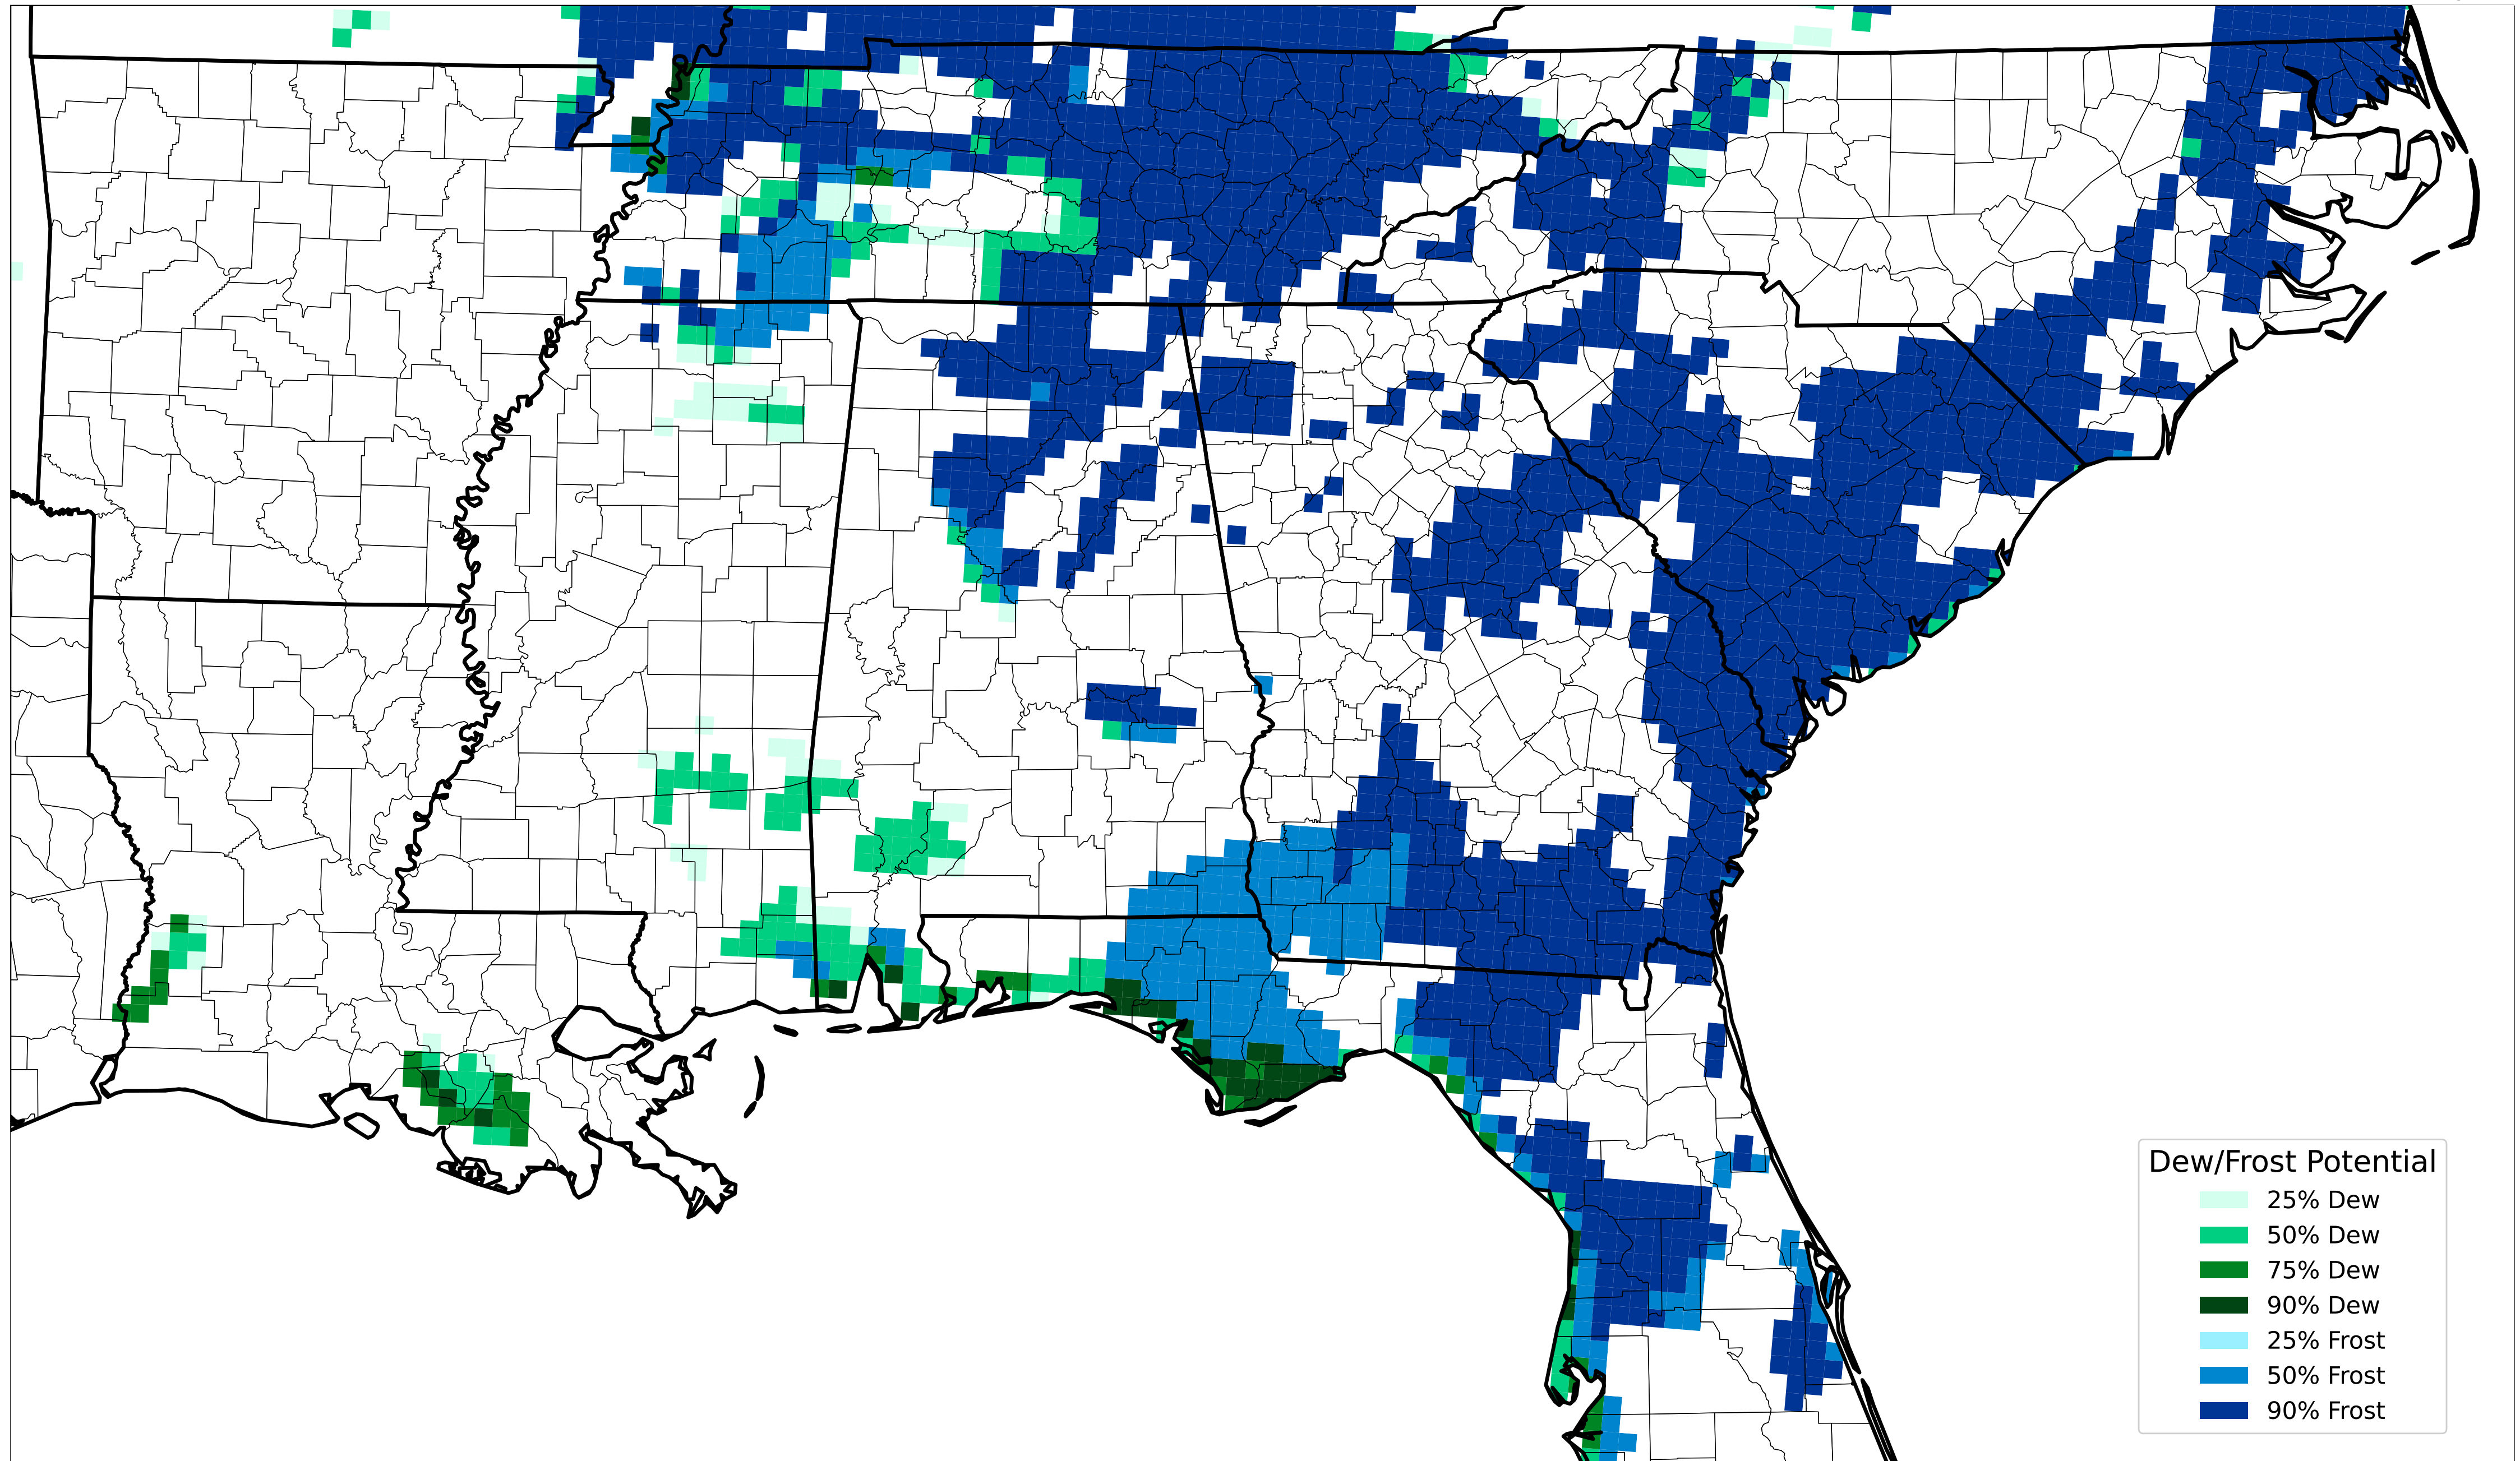 Dew/Frost Potential
25% Dew
50% Dew
75% Dew
90% Dew
25% Frost
50% Frost
90% Frost